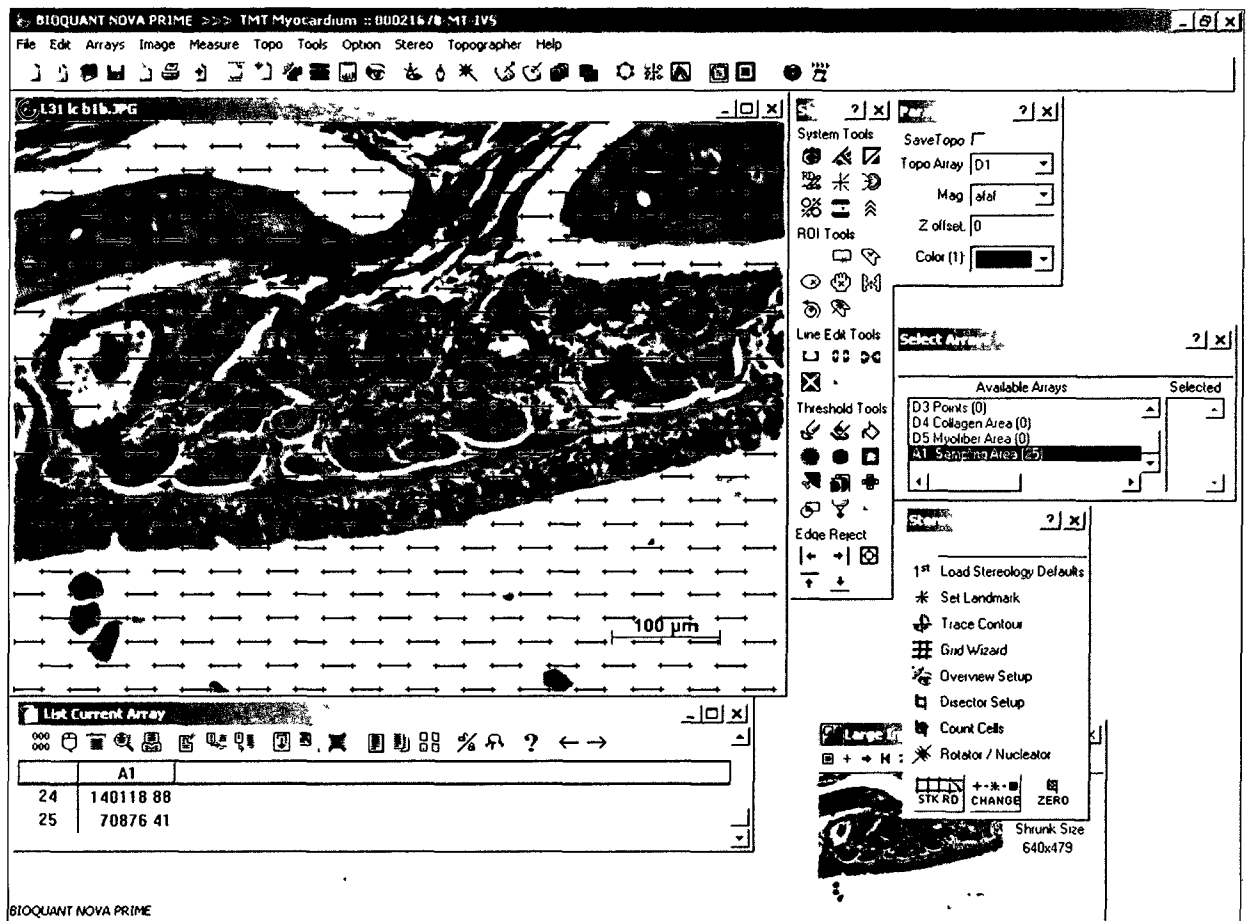 BIOQUANT NOVA PRIME >>> TMT Myocardium :: 00021678-MT-IVS
File Edit Arrays Image Measure Topo Tools Option Stereo Topographer Help
L31 lc b1b.JPG
100 µm
System Tools
ROI Tools
Line Edit Tools
Threshold Tools
Edge Reject
SaveTopo
Topo Array D1
Mag afaf
Z offset. 0
Color (1)
Select Array
Available Arrays Selected
D3 Points (0)
D4 Collagen Area (0)
D5 Myofiber Area (0)
A1 Sampling Area (25)
1st Load Stereology Defaults
Set Landmark
Trace Contour
Grid Wizard
Overview Setup
Disector Setup
Count Cells
Rotator / Nucleator
STK RD CHANGE ZERO
List Current Array
A1
24 140118 88
25 70876 41
Large
Shrunk Size
640x479
BIOQUANT NOVA PRIME